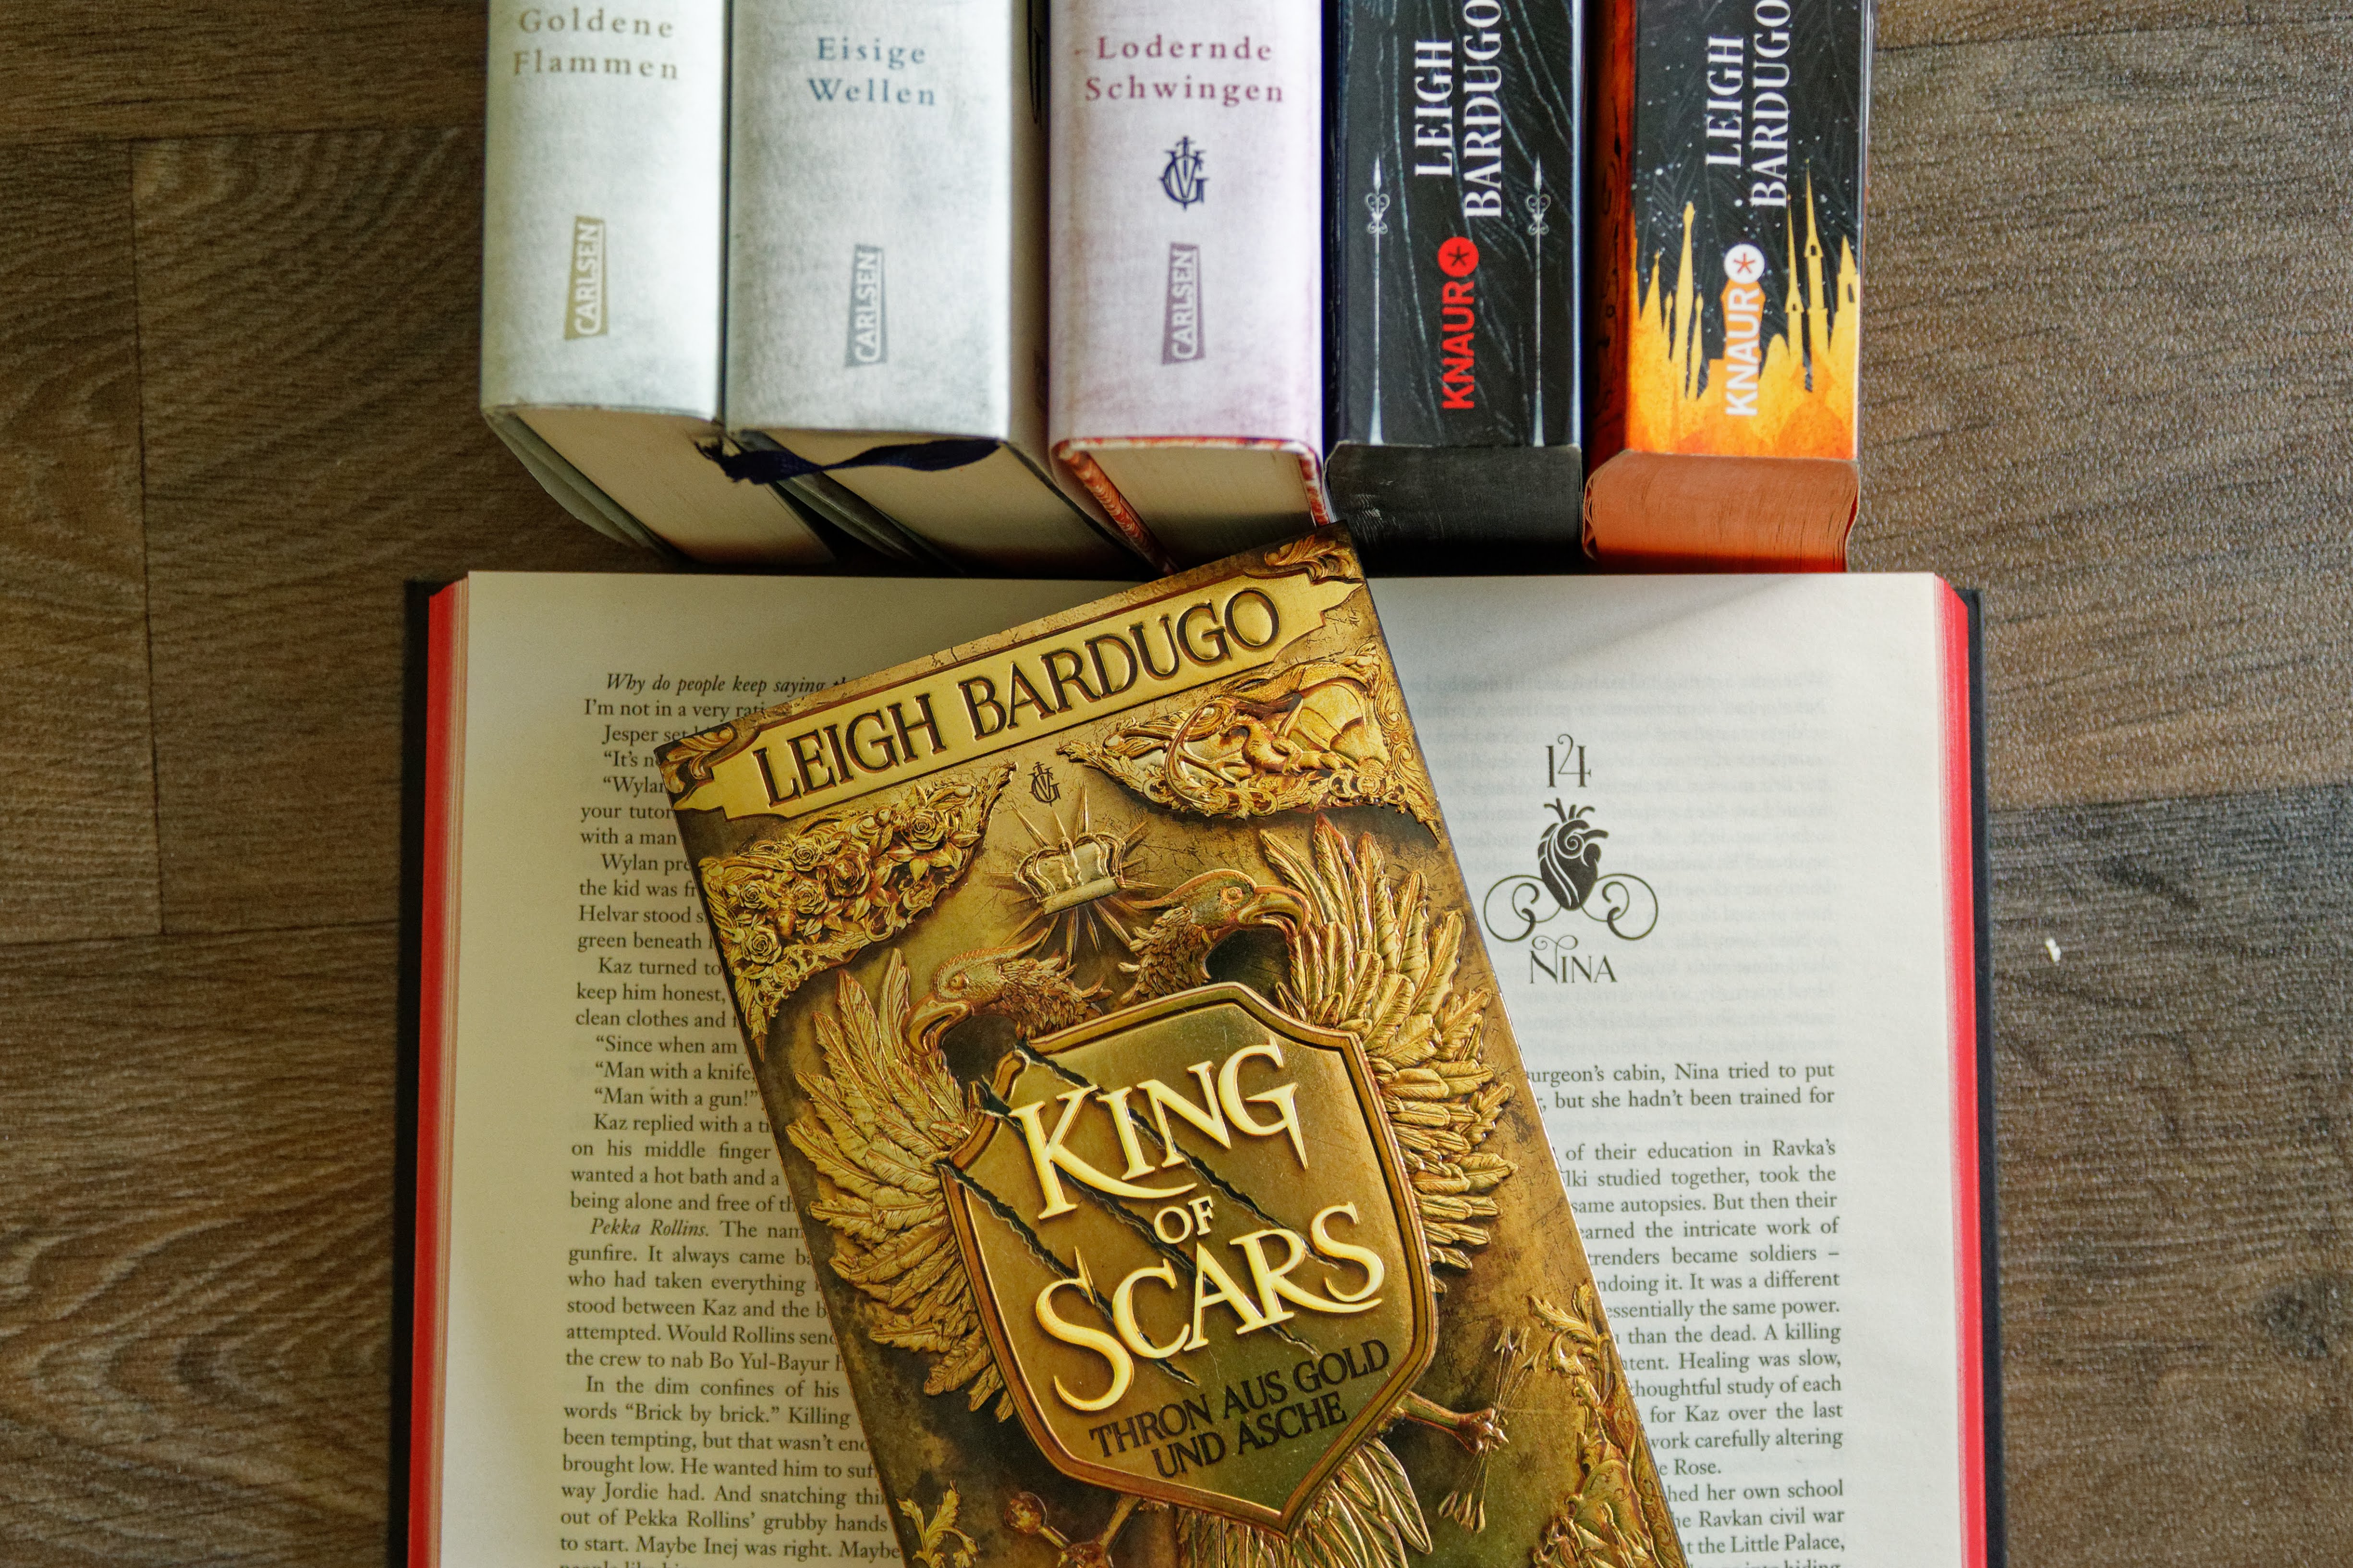 Goldene
Flammen
CARLSEN
Eisige
Wellen
CARLSEN
Lodernde
Schwingen
CARLSEN
LEIGH
BARDUGO
KNAUR
LEIGH
BARDUGO
KNAUR
LEIGH BARDUGO
KING
OF
SCARS
THRON AUS GOLD
UND ASCHE
Why do people keep saying
I'm not in a very
Jesper set
"It's
"Wylan
your tutor
with a man
Wylan
the kid was
Helvar stood
green beneath
Kaz turned to
keep him honest,
clean clothes and
"Since when am
"Man with a knife,
"Man with a gun!"
Kaz replied with a
on his middle finger
wanted a hot bath and a
being alone and free of
Pekka Rollins. The
gunfire. It always came
who had taken everything
stood between Kaz and the
attempted. Would Rollins
the crew to nab Bo Yul-Bayur
In the dim confines of his
words "Brick by brick." Killing
been tempting, but that wasn't
brought low. He wanted him to
way Jordie had. And snatching
out of Pekka Rollins' grubby hands
to start. Maybe Inej was right. Maybe
14
NINA
cabin, Nina tried to put
but she hadn't been trained for
of their education in Ravka's
studied together, took the
same autopsies. But then their
the intricate work of
became soldiers –
it. It was a different
essentially the same power.
than the dead. A killing
Healing was slow,
thoughtful study of each
for Kaz over the last
work carefully altering
Rose.
her own school
Ravkan civil war
the Little Palace,